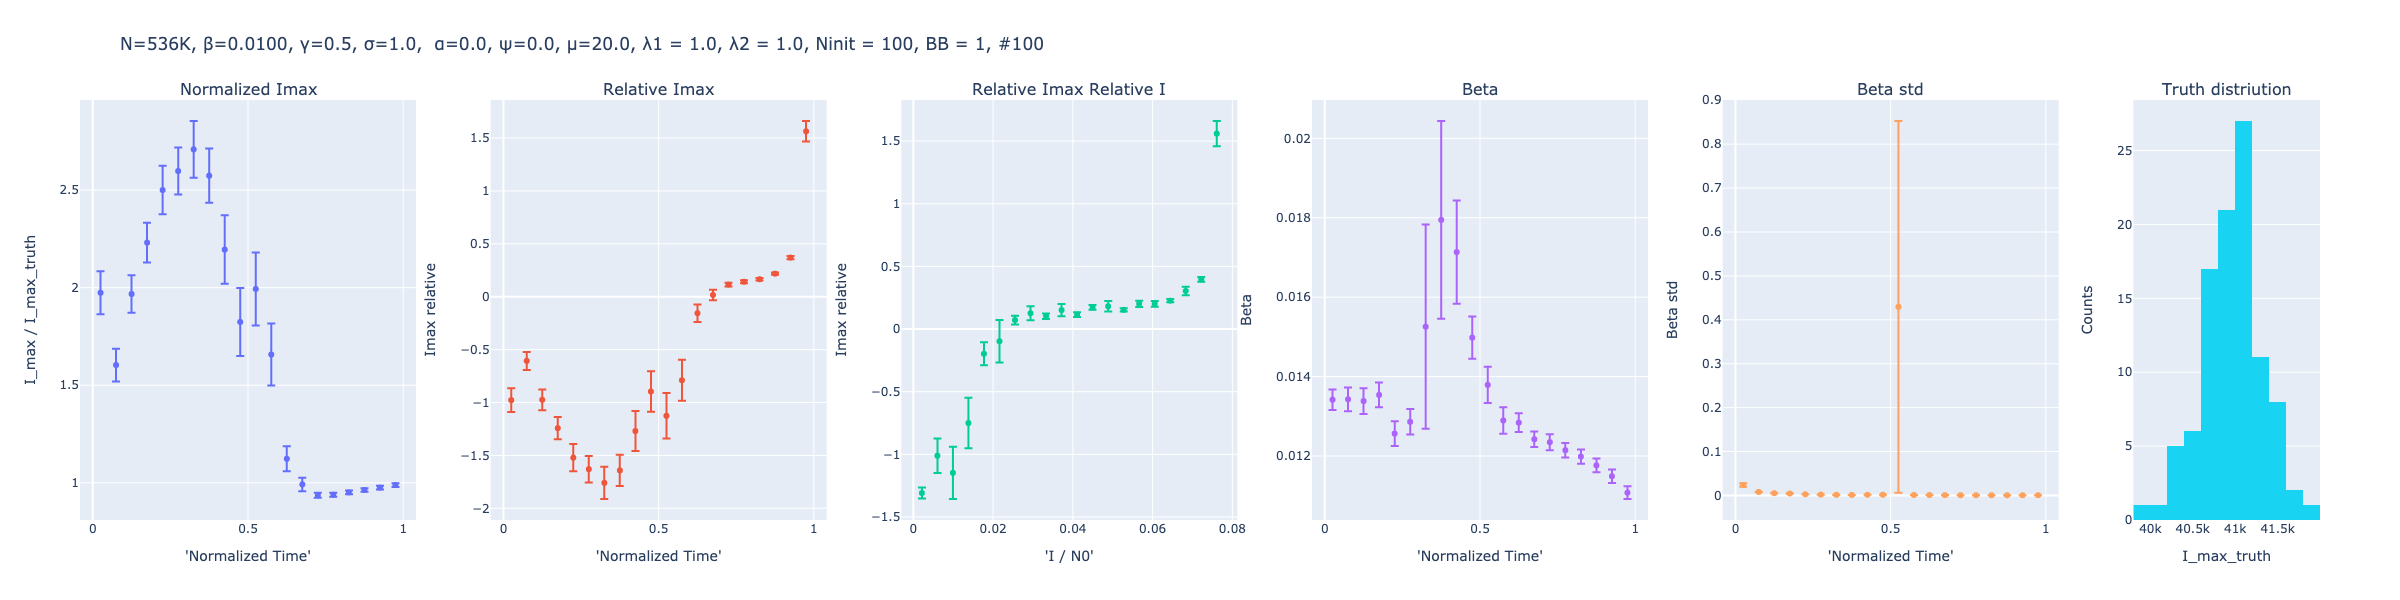 N=536K, β=0.0100, γ=0.5, σ=1.0,  α=0.0, ψ=0.0, μ=20.0, λ1 = 1.0, λ2 = 1.0, Ninit = 100, BB = 1, #100
Normalized Imax
I_max / I_max_truth
2.5
2
1.5
1
0
0.5
1
'Normalized Time'
Relative Imax
Imax relative
1.5
1
0.5
0
−0.5
−1
−1.5
−2
0
0.5
1
'Normalized Time'
Relative Imax Relative I
Imax relative
1.5
1
0.5
0
−0.5
−1
−1.5
0
0.02
0.04
0.06
0.08
'I / N0'
Beta
Beta
0.02
0.018
0.016
0.014
0.012
0
0.5
1
'Normalized Time'
Beta std
Beta std
0.9
0.8
0.7
0.6
0.5
0.4
0.3
0.2
0.1
0
0
0.5
1
'Normalized Time'
Truth distriution
Counts
25
20
15
10
5
0
40k
40.5k
41k
41.5k
I_max_truth